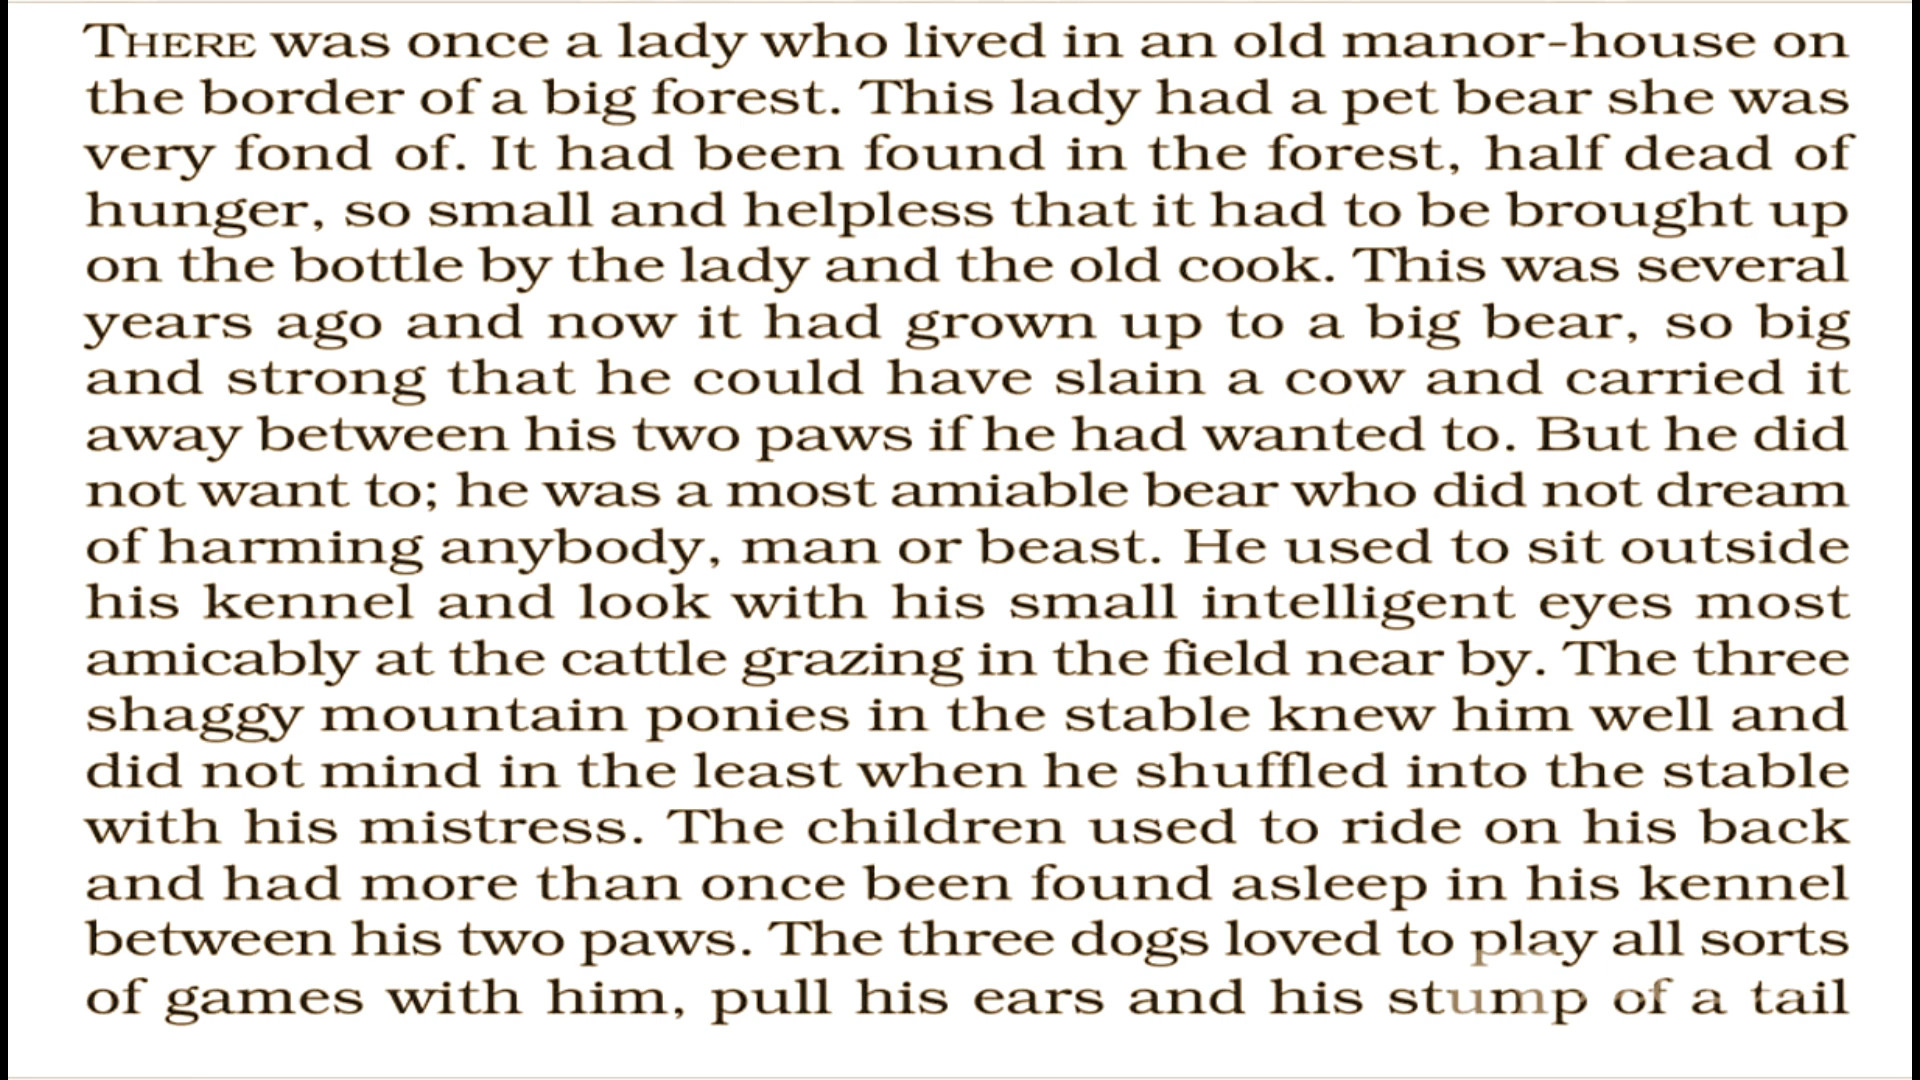 THERE was once a lady who lived in an old manor-house on
the border of a big forest. This lady had a pet bear she was
very fond of. It had been found in the forest, half dead of
hunger, so small and helpless that it had to be brought up
on the bottle by the lady and the old cook. This was several
years ago and now it had grown up to a big bear, so big
and strong that he could have slain a cow and carried it
away between his two paws if he had wanted to. But he did
not want to; he was a most amiable bear who did not dream
of harming anybody, man or beast. He used to sit outside
his kennel and look with his small intelligent eyes most
amicably at the cattle grazing in the field near by. The three
shaggy mountain ponies in the stable knew him well and
did not mind in the least when he shuffled into the stable
with his mistress. The children used to ride on his back
and had more than once been found asleep in his kennel
between his two paws. The three dogs loved to play all sorts
of games with him, pull his ears and his stump of a tail